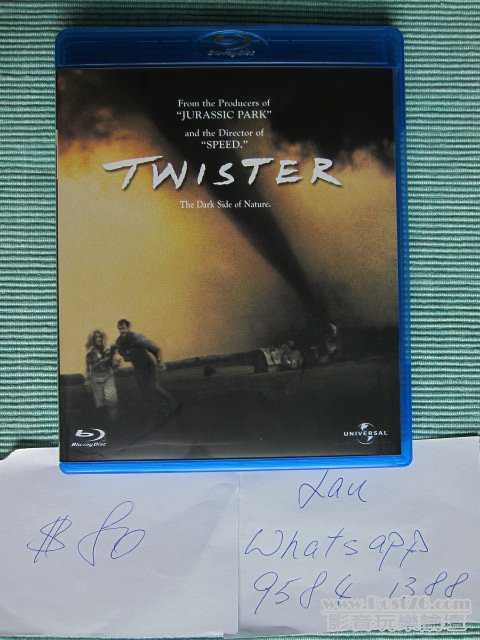 Blu-ray Disc
From the Producers of
"JURASSIC PARK"
and the Director of
"SPEED."
TWISTER
The Dark Side of Nature.
Blu-ray Disc
UNIVERSAL
$80
Lau
Whatsapp
9584 1388
www.Post76.com